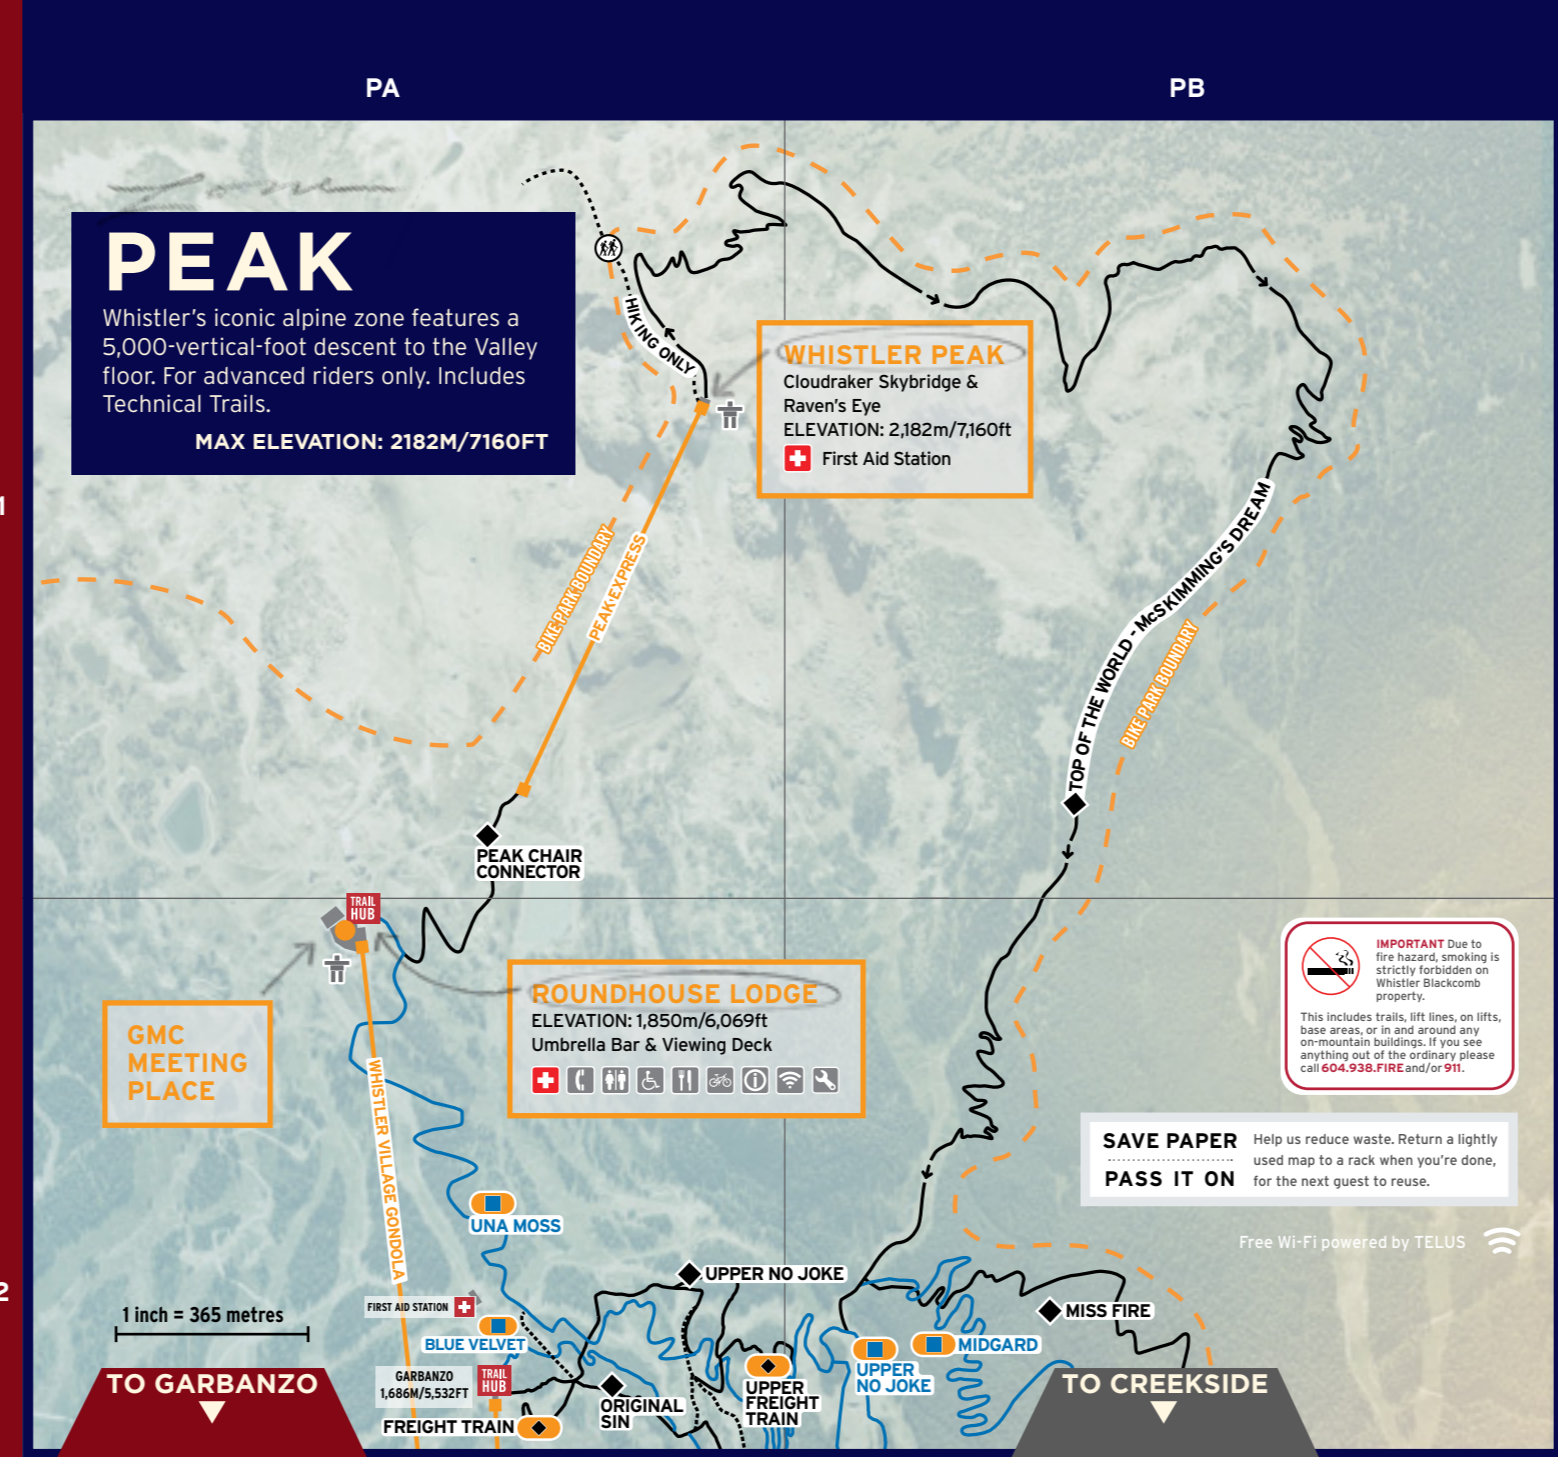 PA
PB
Zone
PEAK
Whistler's iconic alpine zone features a
5,000-vertical-foot descent to the Valley
floor. For advanced riders only. Includes
Technical Trails.
MAX ELEVATION: 2182M/7160FT
HIKING ONLY
WHISTLER PEAK
Cloudraker Skybridge &
Raven's Eye
ELEVATION: 2,182m/7,160ft
First Aid Station
1
BIKE PARK BOUNDARY
PEAK EXPRESS
TOP OF THE WORLD - McSKIMMING'S DREAM
BIKE PARK BOUNDARY
PEAK CHAIR
CONNECTOR
TRAIL
HUB
GMC
MEETING
PLACE
ROUNDHOUSE LODGE
ELEVATION: 1,850m/6,069ft
Umbrella Bar & Viewing Deck
WHISTLER VILLAGE GONDOLA
IMPORTANT Due to
fire hazard, smoking is
strictly forbidden on
Whistler Blackcomb
property.
This includes trails, lift lines, on lifts,
base areas, or in and around any
on-mountain buildings. If you see
anything out of the ordinary please
call 604.938.FIRE and/or 911.
SAVE PAPER
PASS IT ON
Help us reduce waste. Return a lightly
used map to a rack when you're done,
for the next guest to reuse.
Free Wi-Fi powered by TELUS
UNA MOSS
2
UPPER NO JOKE
FIRST AID STATION
1 inch = 365 metres
BLUE VELVET
MISS FIRE
MIDGARD
UPPER
NO JOKE
GARBANZO
1,686M/5,532FT
TRAIL
HUB
UPPER
FREIGHT
TRAIN
ORIGINAL
SIN
FREIGHT TRAIN
TO GARBANZO
TO CREEKSIDE